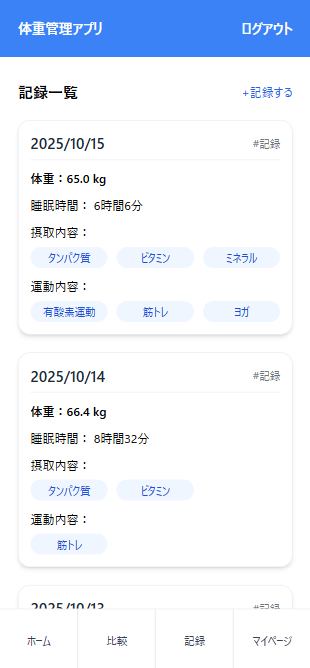 体重管理アプリ ログアウト
記録一覧 +記録する
2025/10/15 #記録
体重：65.0 kg
睡眠時間： 6時間6分
摂取内容：
タンパク質 ビタミン ミネラル
運動内容：
有酸素運動 筋トレ ヨガ
2025/10/14 #記録
体重：66.4 kg
睡眠時間： 8時間32分
摂取内容：
タンパク質 ビタミン
運動内容：
筋トレ
2025/10/13 #記録
ホーム 比較 記録 マイページ